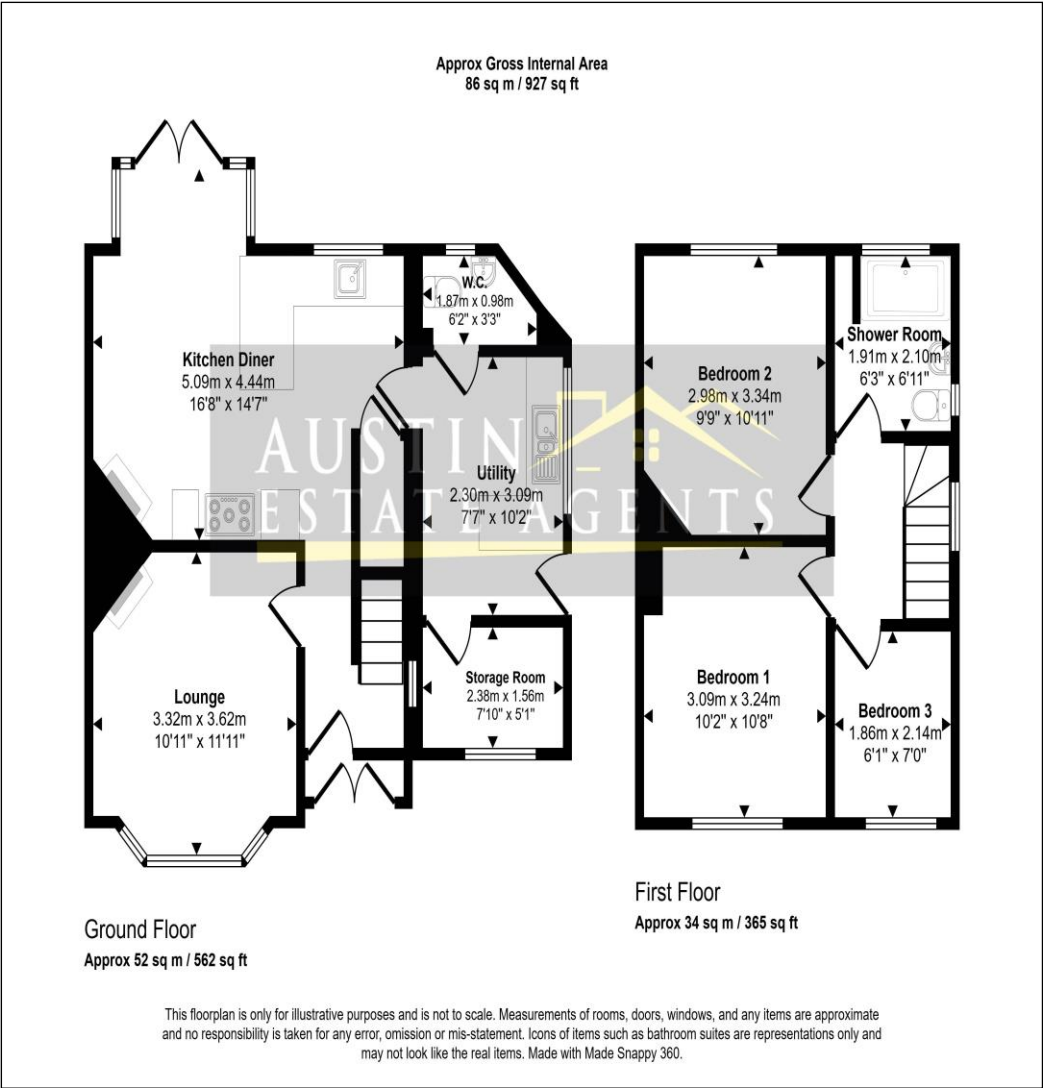 Approx Gross Internal Area
86 sq m / 927 sq ft
W.C.
1.87m x 0.98m
6'2" x 3'3"
Kitchen Diner
5.09m x 4.44m
16'8" x 14'7"
Utility
2.30m x 3.09m
7'7" x 10'2"
Storage Room
2.38m x 1.56m
7'10" x 5'1"
Lounge
3.32m x 3.62m
10'11" x 11'11"
Shower Room
1.91m x 2.10m
6'3" x 6'11"
Bedroom 2
2.98m x 3.34m
9'9" x 10'11"
Bedroom 1
3.09m x 3.24m
10'2" x 10'8"
Bedroom 3
1.86m x 2.14m
6'1" x 7'0"
AUSTIN
ESTATE AGENTS
Ground Floor
Approx 52 sq m / 562 sq ft
First Floor
Approx 34 sq m / 365 sq ft
This floorplan is only for illustrative purposes and is not to scale. Measurements of rooms, doors, windows, and any items are approximate
and no responsibility is taken for any error, omission or mis-statement. Icons of items such as bathroom suites are representations only and
may not look like the real items. Made with Made Snappy 360.